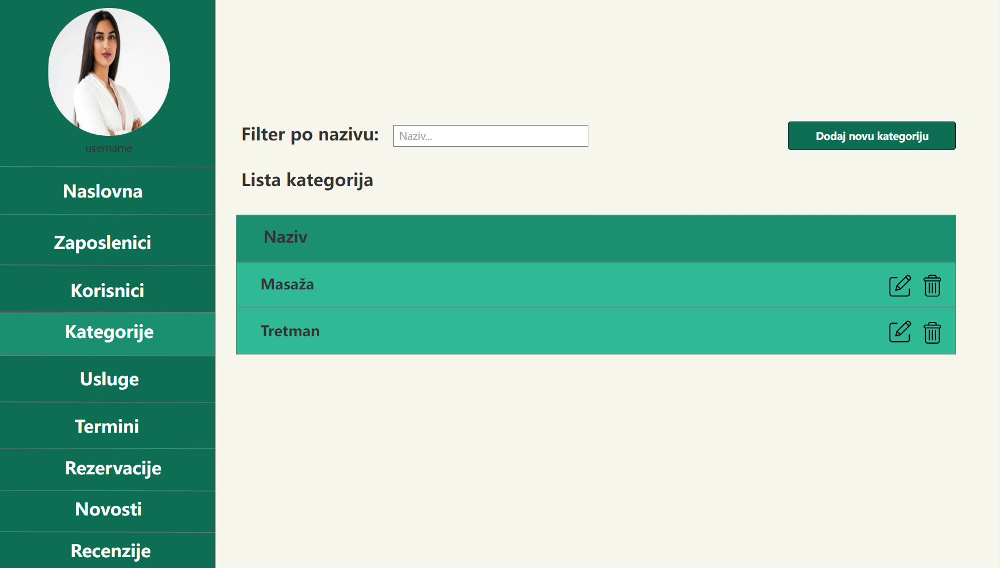 username
Naslovna
Zaposlenici
Korisnici
Kategorije
Usluge
Termini
Rezervacije
Novosti
Recenzije
Filter po nazivu:
Naziv...
Dodaj novu kategoriju
Lista kategorija
Naziv
Masaža
Tretman